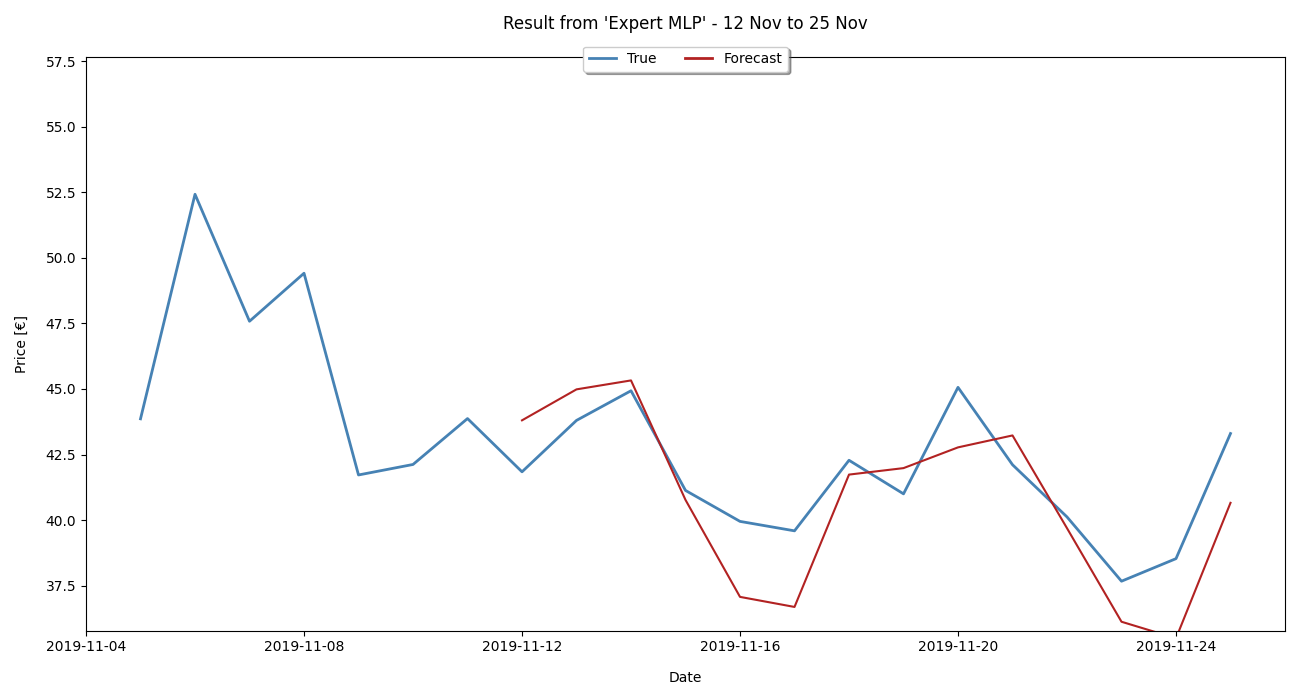 Result from 'Expert MLP' - 12 Nov to 25 Nov
True Forecast
57.5
55.0
52.5
50.0
47.5
45.0
42.5
40.0
37.5
Price [€]
2019-11-04 2019-11-08 2019-11-12 2019-11-16 2019-11-20 2019-11-24
Date